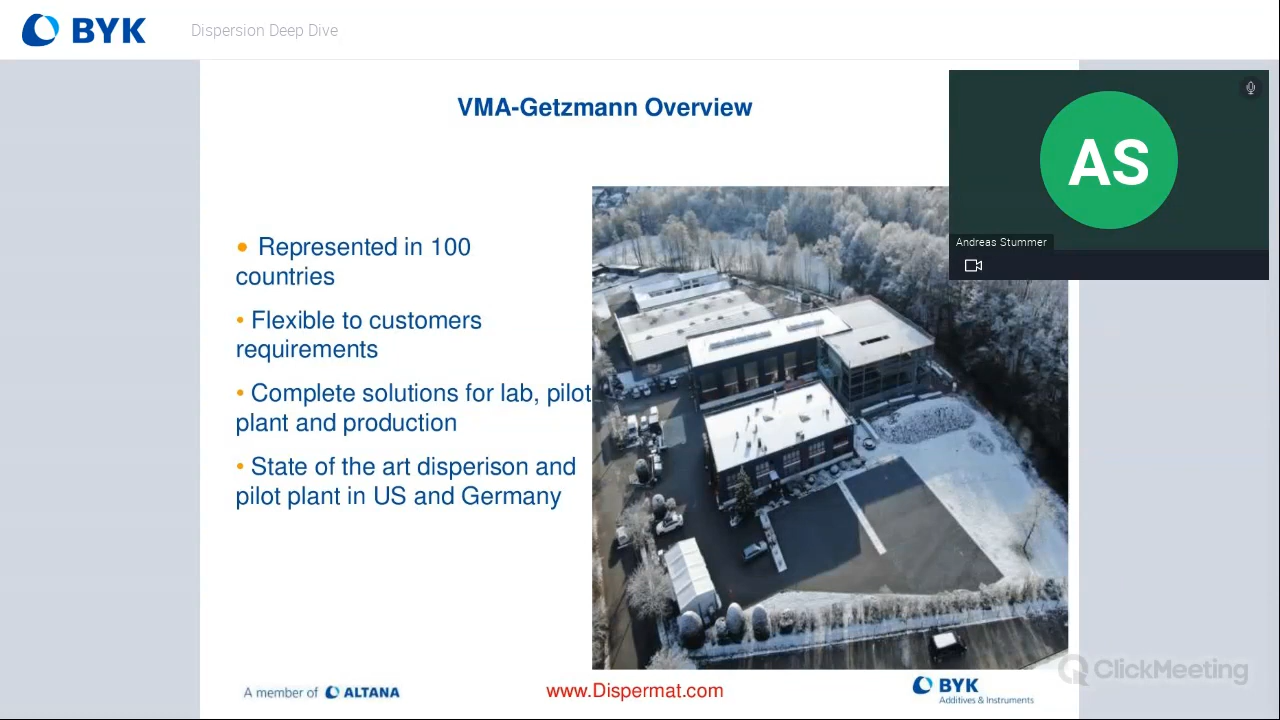 BYK
Dispersion Deep Dive
VMA-Getzmann Overview
AS
Andreas Stummer
• Represented in 100
countries
• Flexible to customers
requirements
• Complete solutions for lab, pilot
plant and production
• State of the art disperison and
pilot plant in US and Germany
A member of ALTANA
www.Dispermat.com
BYK
Additives & Instruments
ClickMeeting